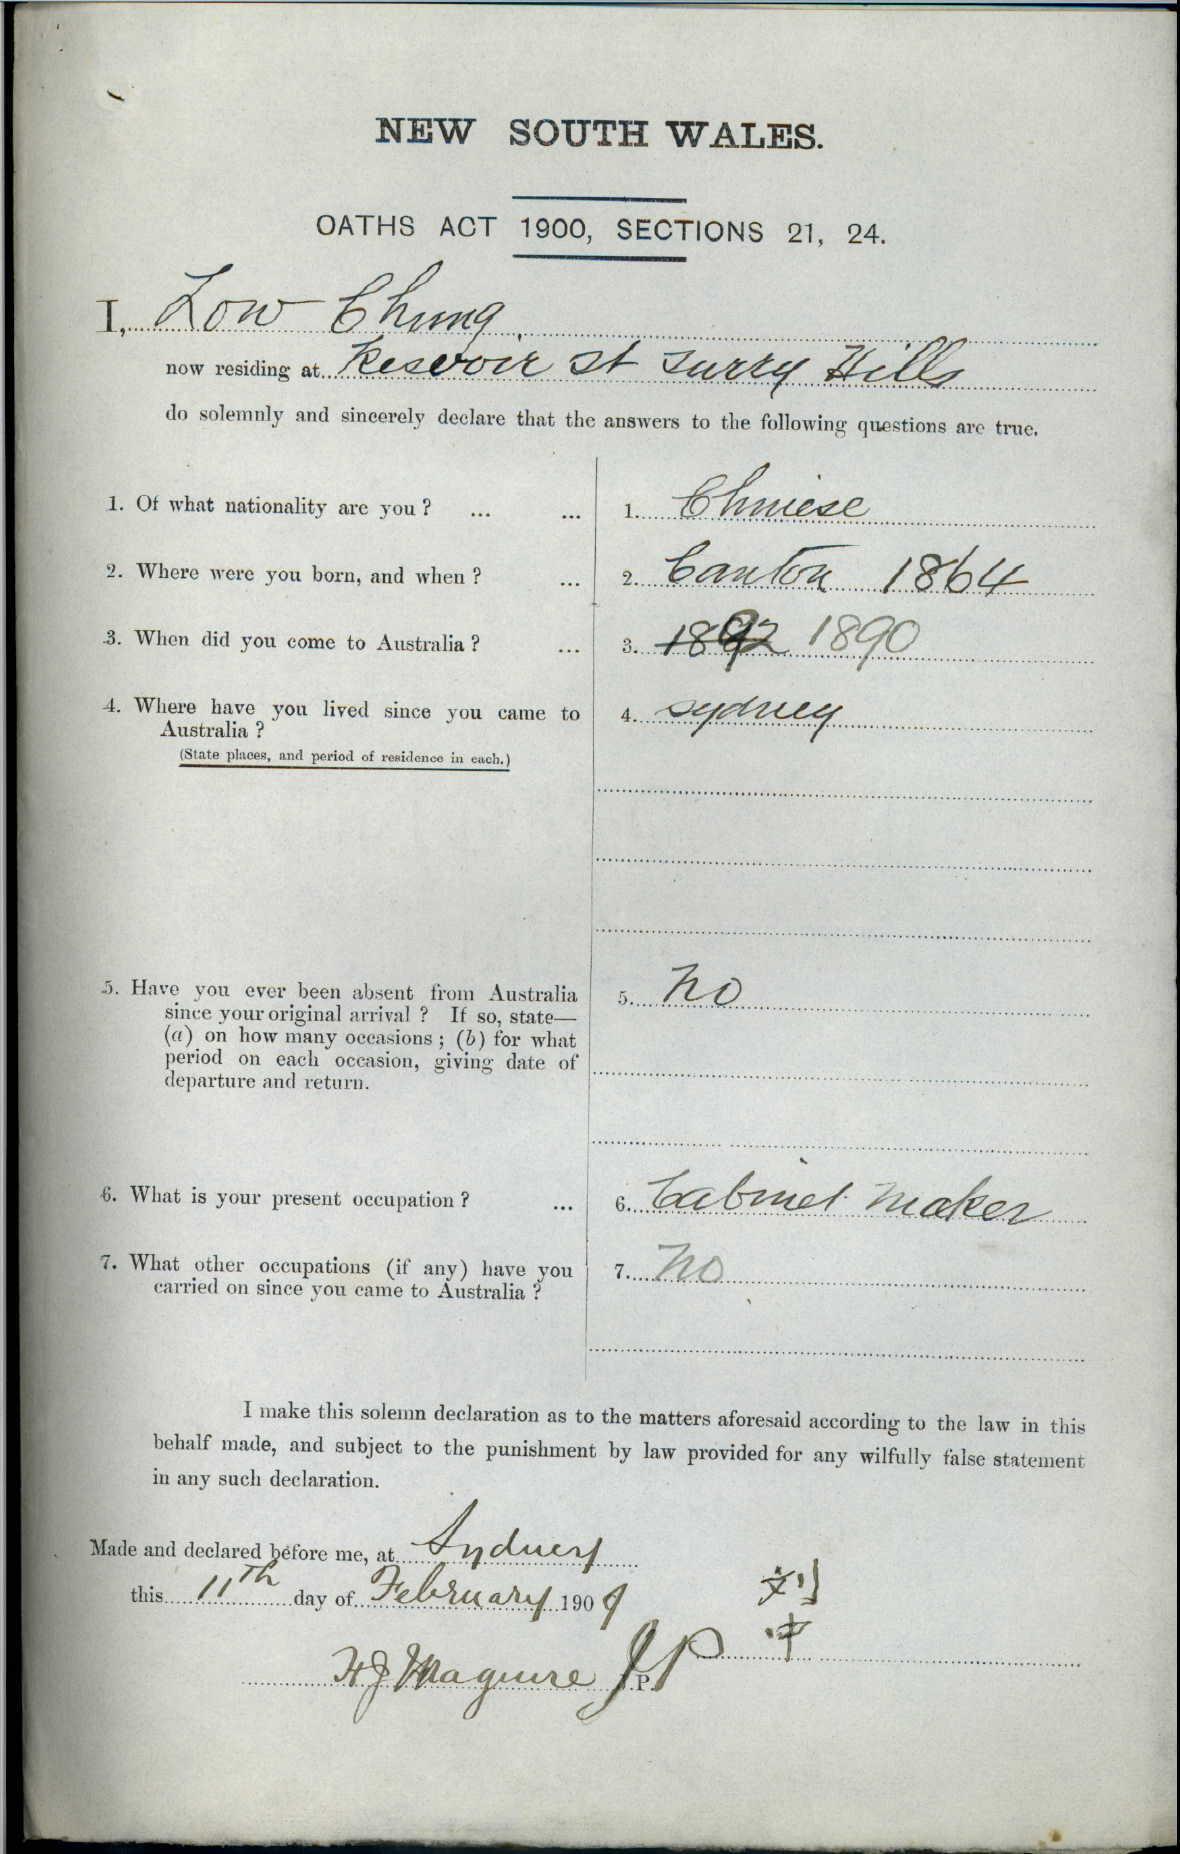 NEW SOUTH WALES.
OATHS ACT 1900, SECTIONS 21, 24.
I, Low Chung
now residing at Resevoir St Surry Hills
do solemnly and sincerely declare that the answers to the following questions are true.
1. Of what nationality are you? ... ... 1. Chniese
2. Where were you born, and when? ... 2. Canton 1864
3. When did you come to Australia? ... 3. 1892 1890
4. Where have you lived since you came to 4. Sydney
Australia?
(State places, and period of residence in each.)
5. Have you ever been absent from Australia 5. No
since your original arrival? If so, state—
(a) on how many occasions; (b) for what
period on each occasion, giving date of
departure and return.
6. What is your present occupation? ... 6. Cabinet Maker
7. What other occupations (if any) have you 7. No
carried on since you came to Australia?
I make this solemn declaration as to the matters aforesaid according to the law in this
behalf made, and subject to the punishment by law provided for any wilfully false statement
in any such declaration.
Made and declared before me, at Sydney
this 11th day of February 1909
刘
中
H J Maguire JP J.P.